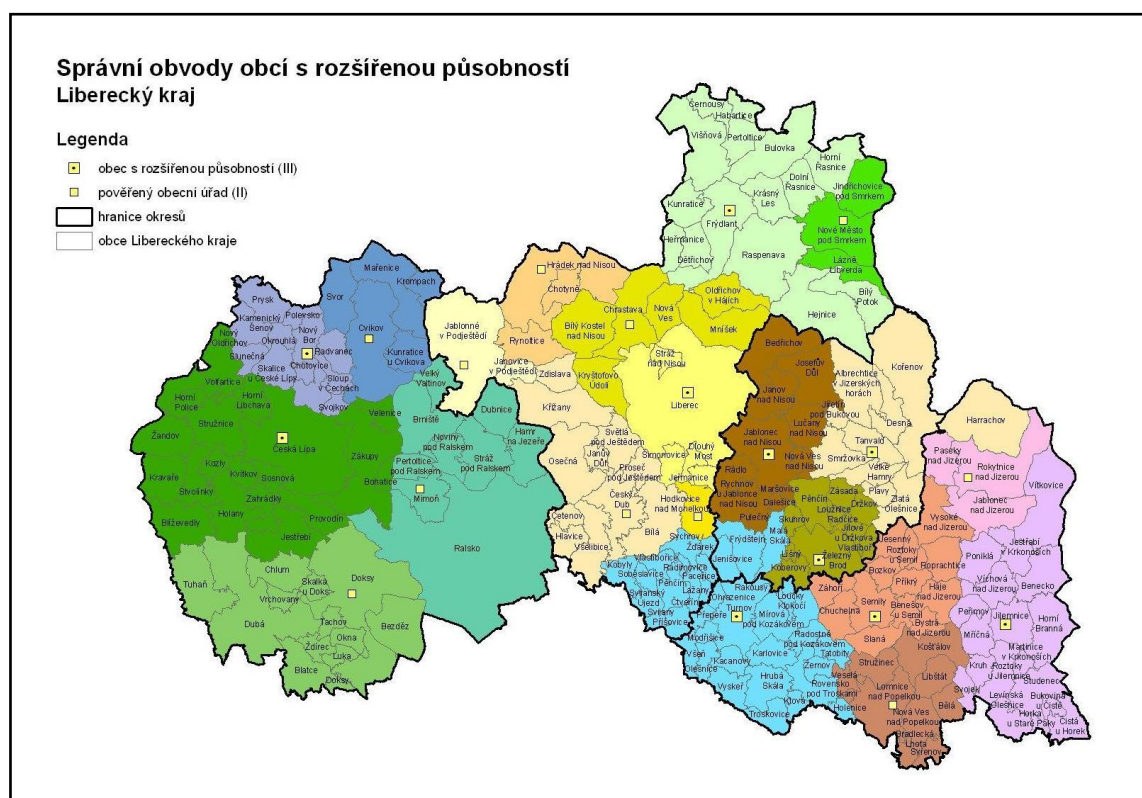 Správní obvody obcí s rozšířenou působností
Liberecký kraj
Legenda
obec s rozšířenou působností (III)
pověřený obecní úřad (II)
hranice okresů
obce Libereckého kraje
Černousy
Habartice
Višňová
Pertoltice
Bulovka
Horní
Řasnice
Dolní
Řasnice
Jindřichovice
pod Smrkem
Krásný
Les
Kunratice
Frýdlant
Nové Město
pod Smrkem
Heřmanice
Dětřichov
Raspenava
Lázně
Libverda
Bílý
Potok
Hejnice
Hrádek nad Nisou
Chotyně
Chrastava
Nová
Ves
Oldřichov
v Hájích
Mníšek
Bílý Kostel
nad Nisou
Rynoltice
Stráž
nad Nisou
Kryštofovo
Údolí
Liberec
Jablonné
v Podještědí
Janovice
v Podještědí
Zdislava
Křižany
Mařenice
Krompach
Svor
Cvikov
Kunratice
u Cvikova
Prysk
Kamenický
Šenov
Polevsko
Nový
Bor
Okrouhlá
Radvanec
Chotovice
Nový
Oldřichov
Slunečná
Skalice
u České Lípy
Sloup
v Čechách
Svojkov
Velký
Valtinov
Volfartice
Horní
Police
Horní
Libchava
Velenice
Brniště
Dubnice
Stružnice
Žandov
Česká Lípa
Noviny
pod Ralskem
Hamr
na Jezeře
Zákupy
Stráž
pod Ralskem
Kozly
Kvítkov
Sosnová
Bohatice
Pertoltice
pod Ralskem
Kravaře
Stvolínky
Zahrádky
Mimoň
Holany
Provodín
Blíževedly
Jestřebí
Ralsko
Chlum
Tuhaň
Skalka
u Doks
Doksy
Vrchovany
Dubá
Tachov
Bezděz
Okna
Ždírec
Luka
Blatce
Doksy
Světlá
pod Ještědem
Osečná
Janův
Důl
Proseč
pod Ještědem
Šimonovice
Dlouhý
Most
Jeřmanice
Český
Dub
Hodkovice
nad Mohelkou
Cetenov
Hlavice
Bílá
Všelibice
Sychrov
Žďárek
Vlastibořice
Kobyly
Radimovice
Soběslavice
Paceřice
Pěnčín
Lažany
Svijanský
Újezd
Čtveřín
Svijany
Příšovice
Bedřichov
Josefův
Důl
Janov
nad Nisou
Albrechtice
v Jizerských
horách
Kořenov
Jiřetín
pod Bukovou
Lučany
nad Nisou
Desná
Jablonec
nad Nisou
Tanvald
Nová Ves
nad Nisou
Smržovka
Rádlo
Velké
Hamry
Rychnov
u Jablonce
nad Nisou
Maršovice
Dalešice
Pěnčín
Zásada
Držkov
Plavy
Zlatá
Olešnice
Pulečný
Skuhrov
Loužnice
Radčice
Malá
Skála
Jílové
u Držkova
Vlastiboř
Frýdštejn
Líšný
Železný
Brod
Jenišovice
Koberovy
Harrachov
Paseky
nad Jizerou
Rokytnice
nad Jizerou
Vítkovice
Jablonec
nad Jizerou
Vysoké
nad Jizerou
Jesenný
Roztoky
u Semil
Bozkov
Roprachtice
Poniklá
Jestřabí
v Krkonoších
Záhoří
Příkrý
Háje
nad Jizerou
Víchová
nad Jizerou
Benecko
Chuchelna
Semily
Benešov
u Semil
Peřimov
Jilemnice
Horní
Branná
Bystrá
nad Jizerou
Mříčná
Slaná
Košťálov
Martinice
v Krkonoších
Rakousy
Loučky
Ohrazenice
Klokočí
Turnov
Přepeře
Mírová
pod Kozákovem
Modřišice
Radostná
pod Kozákovem
Všeň
Karlovice
Tatobity
Olešnice
Kacanovy
Žernov
Hrubá
Skála
Rovensko
pod Troskami
Vyskeř
Ktová
Troskovice
Stružinec
Veselá
Libštát
Lomnice
nad Popelkou
Holenice
Nová Ves
nad Popelkou
Bělá
Bradlecká
Lhota
Syřenov
Kruh
Roztoky
u Jilemnice
Svojek
Studenec
Levínská
Olešnice
Bukovina
u Čisté
Horka
u Staré Paky
Čistá
u Horek